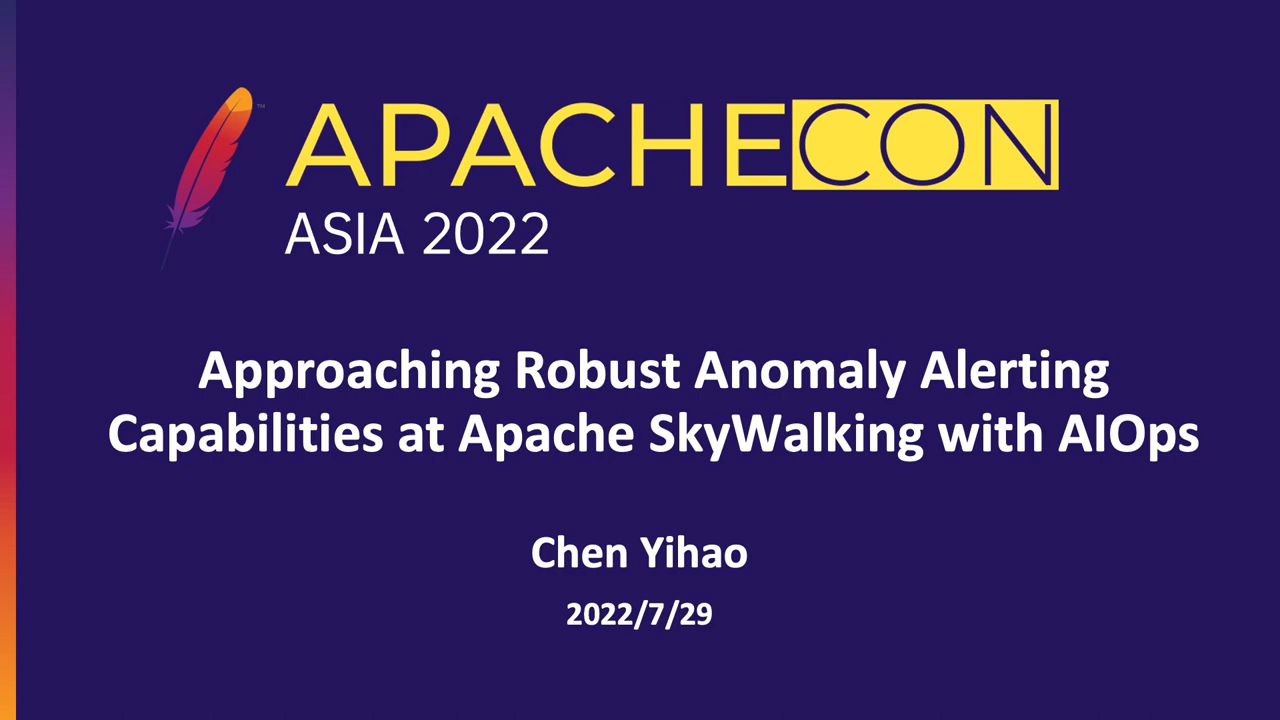 APACHECON
ASIA 2022
Approaching Robust Anomaly Alerting
Capabilities at Apache SkyWalking with AIOps
Chen Yihao
2022/7/29